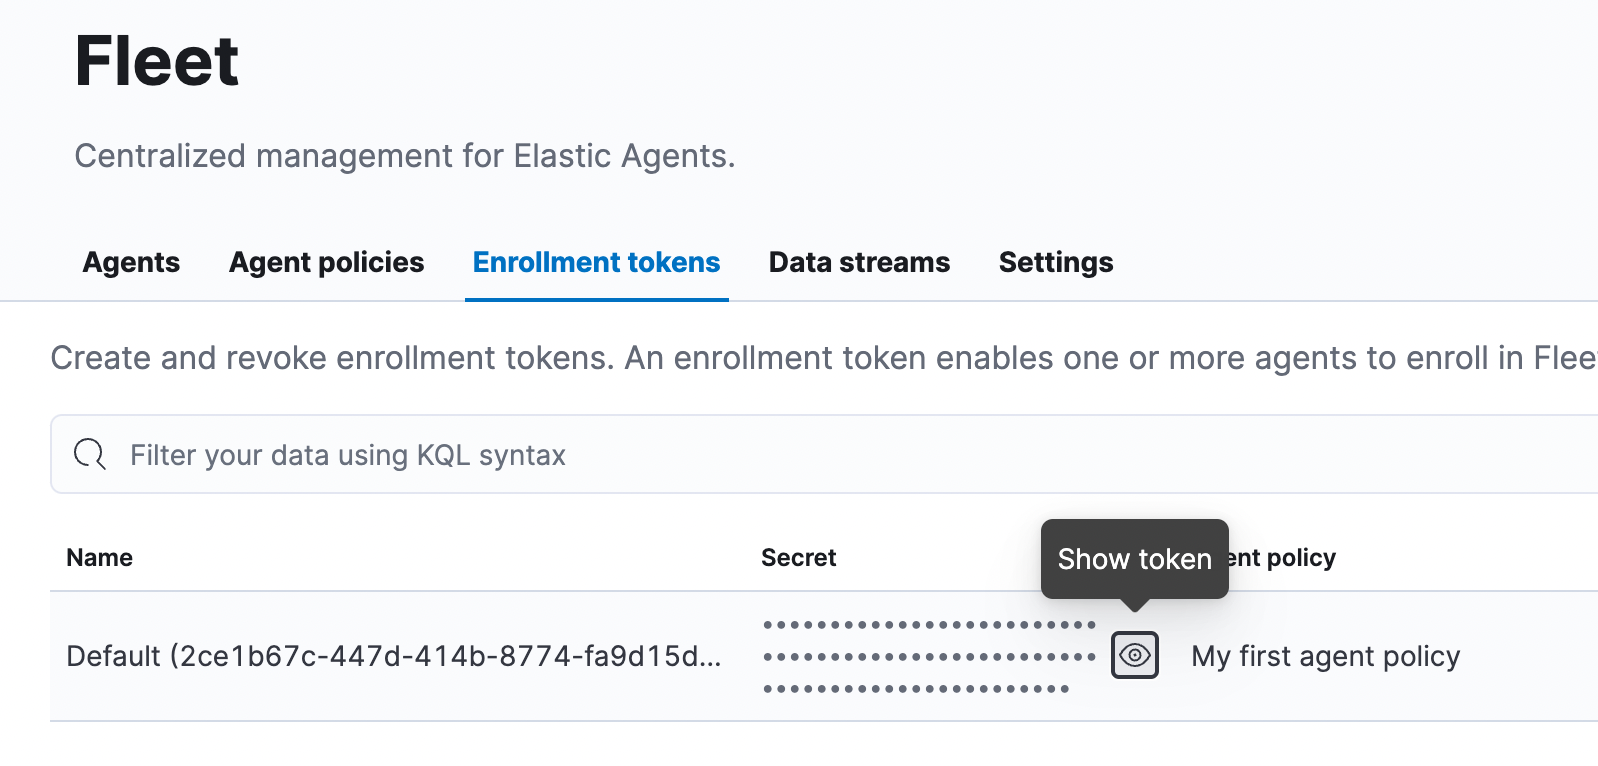 Fleet
Centralized management for Elastic Agents.
Agents Agent policies Enrollment tokens Data streams Settings
Create and revoke enrollment tokens. An enrollment token enables one or more agents to enroll in Flee
Filter your data using KQL syntax
Show token
Name Secret ent policy
Default (2ce1b67c-447d-414b-8774-fa9d15d... My first agent policy